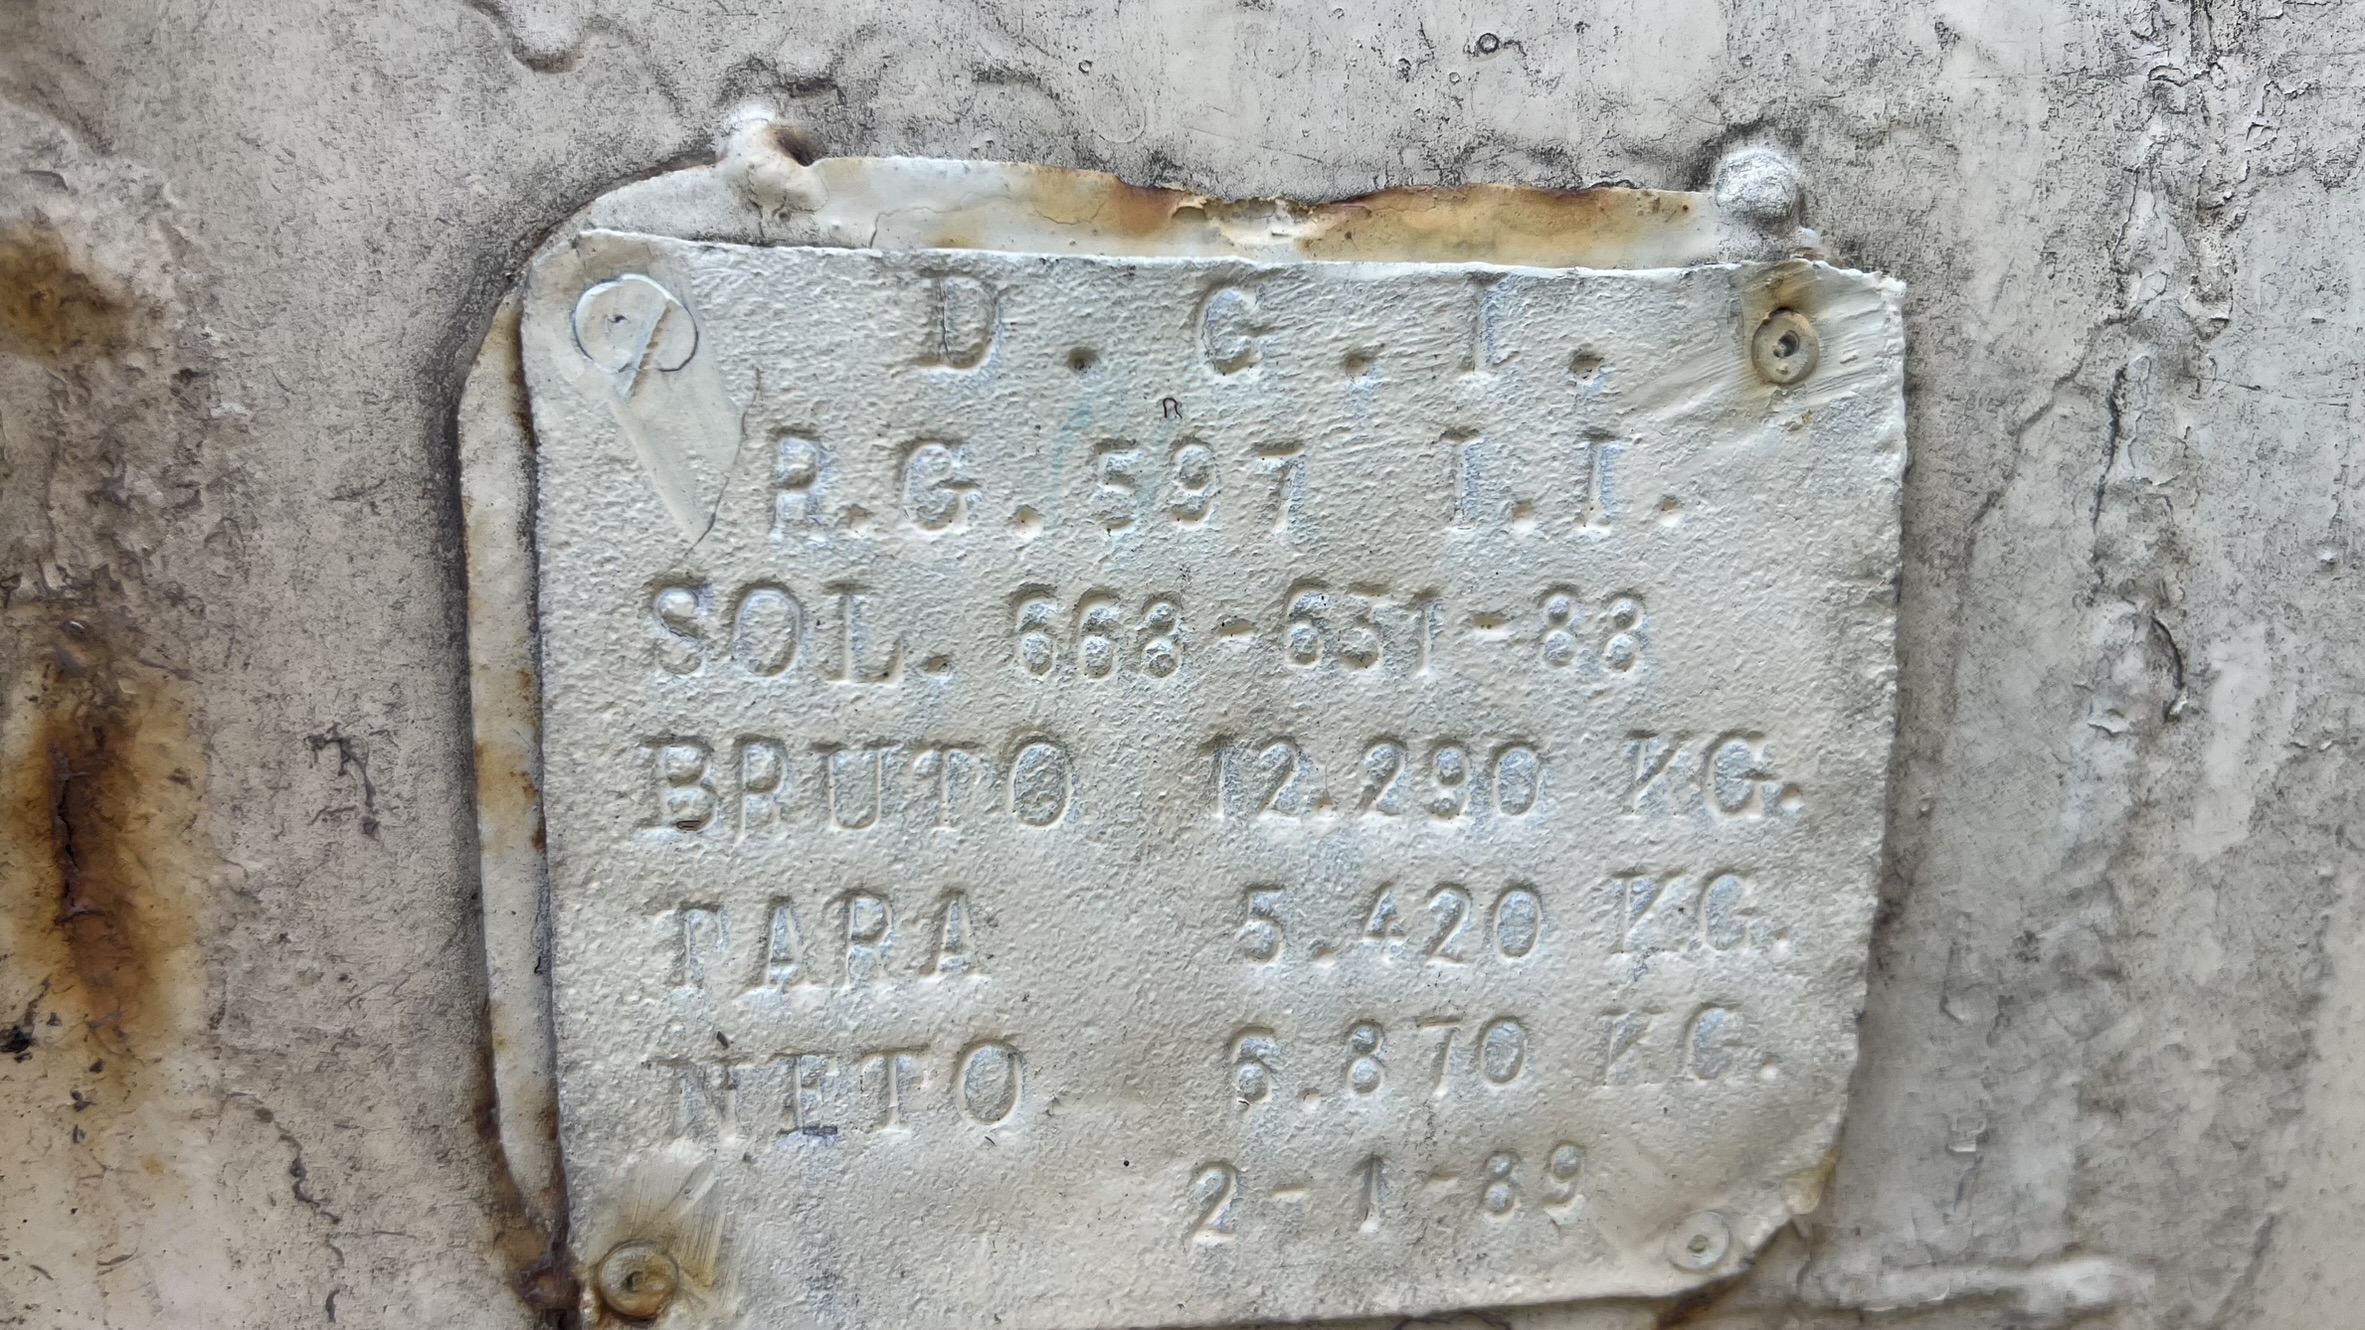 D.G.I.
R.G.597 I.I.
SOL. 668-631-88
BRUTO 12.290 KG.
TARA 5.420 KG.
NETO 6.870 KG.
2-1-89